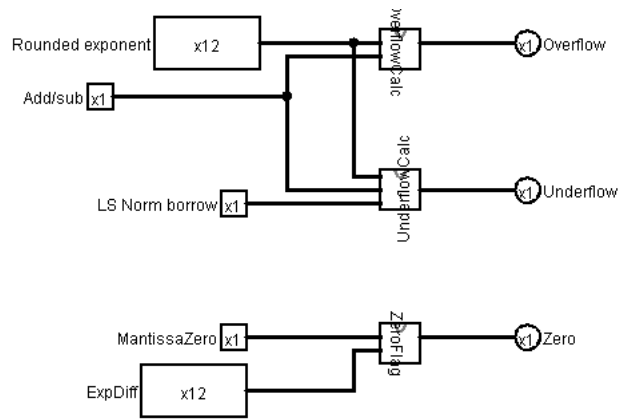 Rounded exponent
x12
OverflowCalc
x1
Overflow
Add/sub
x1
UnderflowCalc
x1
Underflow
LS Norm borrow
x1
MantissaZero
x1
ZeroFlag
x1
Zero
ExpDiff
x12